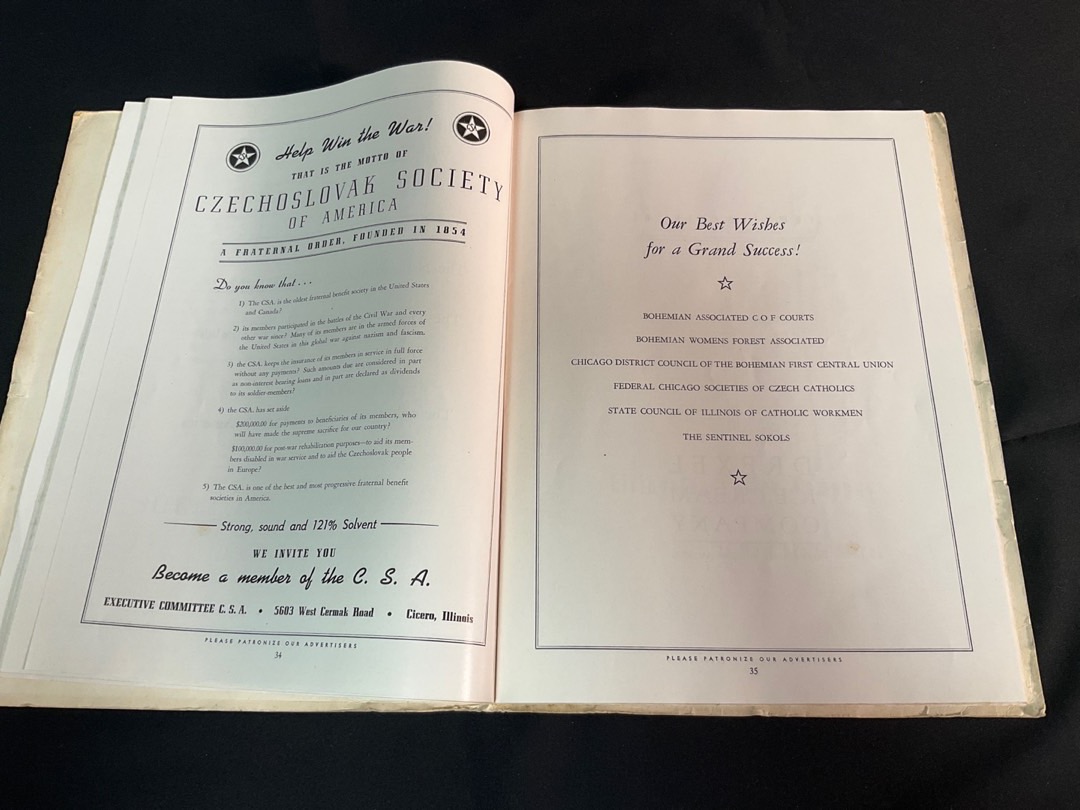 Help Win the War!
THAT IS THE MOTTO OF
CZECHOSLOVAK SOCIETY
OF AMERICA
A FRATERNAL ORDER, FOUNDED IN 1854
Do you know that . . .
1) The CSA. is the oldest fraternal benefit society in the United States
and Canada?
2) its members participated in the battles of the Civil War and every
other war since? Many of its members are in the armed forces of
the United States in this global war against nazism and fascism.
3) the CSA. keeps the insurance of its members in service in full force
without any payments? Such amounts due are considered in part
as non-interest bearing loans and in part are declared as dividends
to its soldier-members?
4) the CSA. has set aside
$200,000.00 for payments to beneficiaries of its members, who
will have made the supreme sacrifice for our country?
$100,000.00 for post-war rehabilitation purposes—to aid its mem-
bers disabled in war service and to aid the Czechoslovak people
in Europe?
5) The CSA. is one of the best and most progressive fraternal benefit
societies in America.
Strong, sound and 121% Solvent
WE INVITE YOU
Become a member of the C. S. A.
EXECUTIVE COMMITTEE C. S. A. • 5603 West Cermak Road • Cicero, Illinois
PLEASE PATRONIZE OUR ADVERTISERS
34
Our Best Wishes
for a Grand Success!
BOHEMIAN ASSOCIATED C O F COURTS
BOHEMIAN WOMENS FOREST ASSOCIATED
CHICAGO DISTRICT COUNCIL OF THE BOHEMIAN FIRST CENTRAL UNION
FEDERAL CHICAGO SOCIETIES OF CZECH CATHOLICS
STATE COUNCIL OF ILLINOIS OF CATHOLIC WORKMEN
THE SENTINEL SOKOLS
PLEASE PATRONIZE OUR ADVERTISERS
35